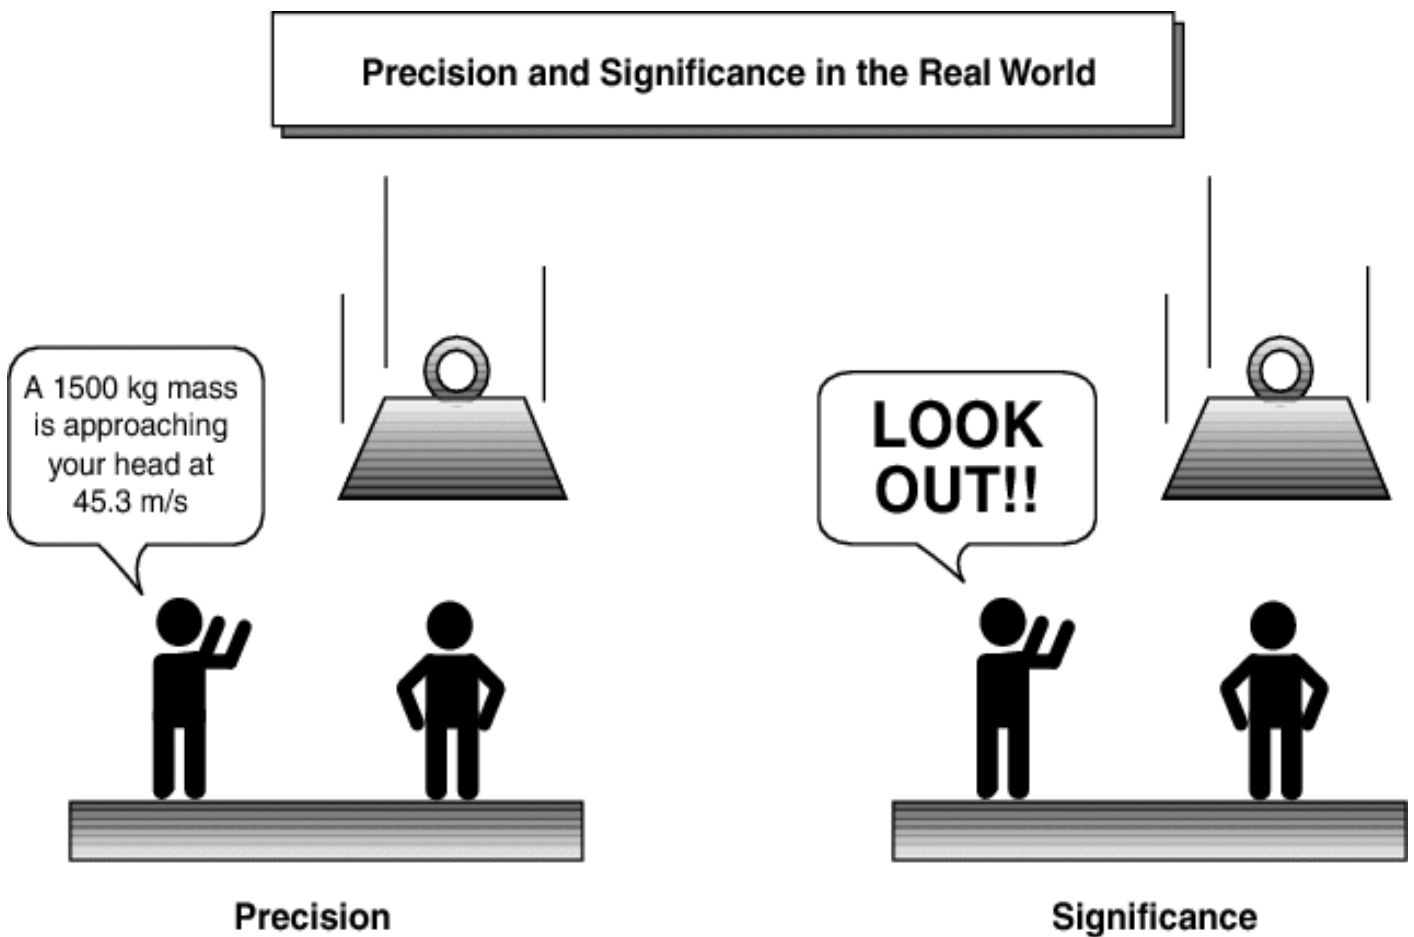 Precision and Significance in the Real World
A 1500 kg mass
is approaching
your head at
45.3 m/s
LOOK
OUT!!
Precision
Significance